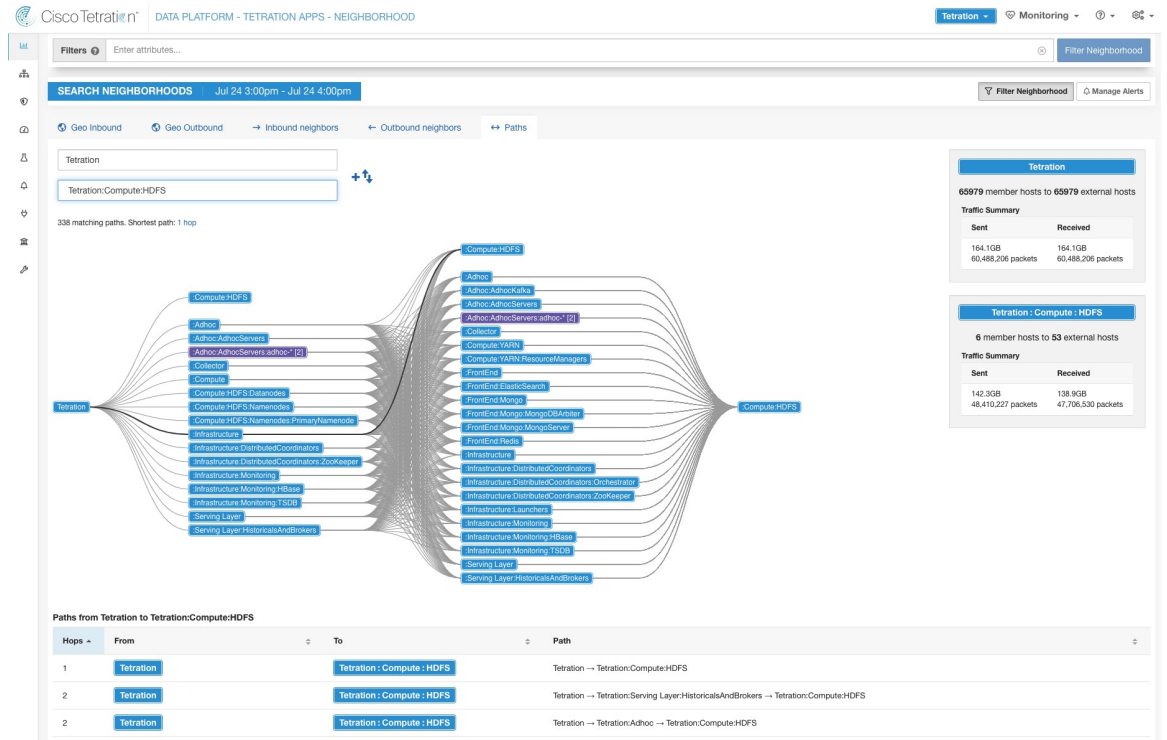 Cisco Tetration™ DATA PLATFORM - TETRATION APPS - NEIGHBORHOOD Tetration Monitoring
Filters Enter attributes... Filter Neighborhood
SEARCH NEIGHBORHOODS Jul 24 3:00pm - Jul 24 4:00pm Filter Neighborhood Manage Alerts
Geo Inbound Geo Outbound → Inbound neighbors ← Outbound neighbors ↔ Paths
Tetration
Tetration:Compute:HDFS
338 matching paths. Shortest path: 1 hop
Tetration
:Compute:HDFS
:Adhoc
:Adhoc:AdhocServers
:Adhoc:AdhocServers:adhoc-* [2]
:Collector
:Compute
:Compute:HDFS:Datanodes
:Compute:HDFS:Namenodes
:Compute:HDFS:Namenodes:PrimaryNamenode
:Infrastructure
:Infrastructure:DistributedCoordinators
:Infrastructure:DistributedCoordinators:ZooKeeper
:Infrastructure:Monitoring
:Infrastructure:Monitoring:HBase
:Infrastructure:Monitoring:TSDB
:Serving Layer
:Serving Layer:HistoricalsAndBrokers
:Compute:HDFS
:Adhoc
:Adhoc:AdhocKafka
:Adhoc:AdhocServers
:Adhoc:AdhocServers:adhoc-* [2]
:Collector
:Compute:YARN
:Compute:YARN:ResourceManagers
:FrontEnd
:FrontEnd:ElasticSearch
:FrontEnd:Mongo
:FrontEnd:Mongo:MongoDBArbiter
:FrontEnd:Mongo:MongoServer
:FrontEnd:Redis
:Infrastructure
:Infrastructure:DistributedCoordinators
:Infrastructure:DistributedCoordinators:Orchestrator
:Infrastructure:DistributedCoordinators:ZooKeeper
:Infrastructure:Launchers
:Infrastructure:Monitoring
:Infrastructure:Monitoring:HBase
:Infrastructure:Monitoring:TSDB
:Serving Layer
:Serving Layer:HistoricalsAndBrokers
:Compute:HDFS
Tetration
65979 member hosts to 65979 external hosts
Traffic Summary
Sent Received
164.1GB 164.1GB
60,488,206 packets 60,488,206 packets
Tetration : Compute : HDFS
6 member hosts to 53 external hosts
Traffic Summary
Sent Received
142.3GB 138.9GB
48,410,227 packets 47,706,530 packets
Paths from Tetration to Tetration:Compute:HDFS
Hops From To Path
1 Tetration Tetration : Compute : HDFS Tetration → Tetration:Compute:HDFS
2 Tetration Tetration : Compute : HDFS Tetration → Tetration:Serving Layer:HistoricalsAndBrokers → Tetration:Compute:HDFS
2 Tetration Tetration : Compute : HDFS Tetration → Tetration:Adhoc → Tetration:Compute:HDFS